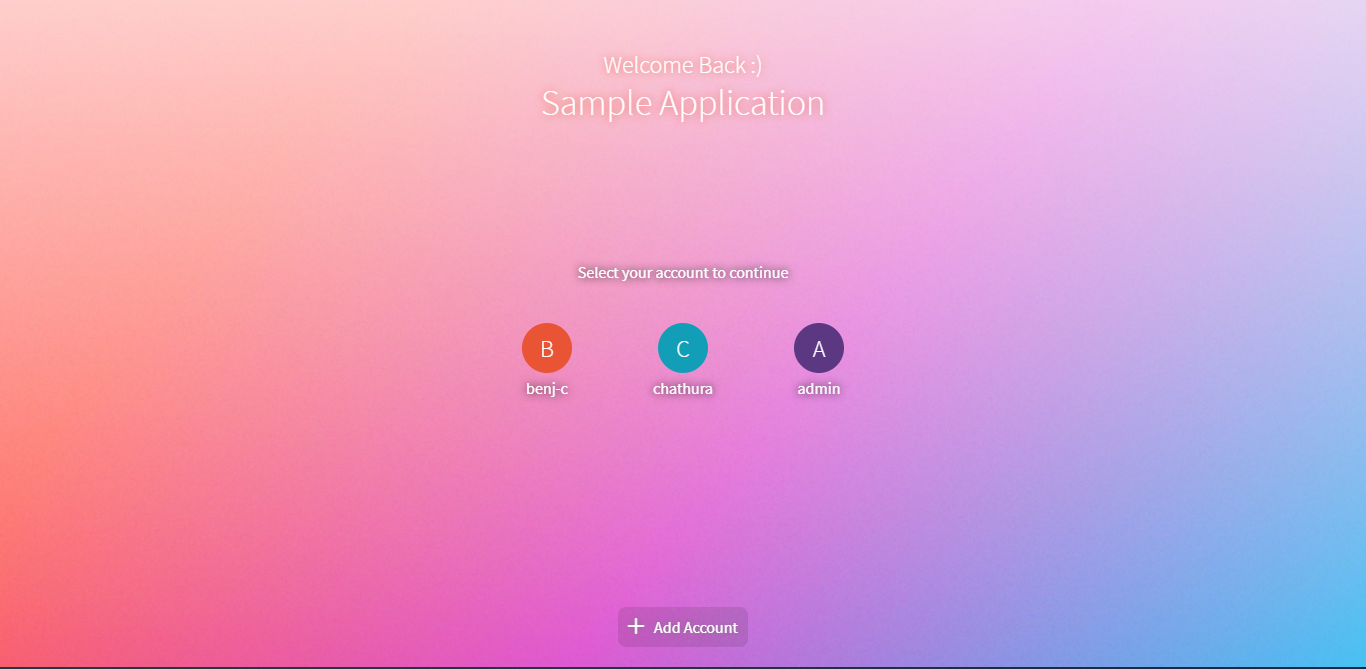 Welcome Back :)
Sample Application
Select your account to continue
B
C
A
benj-c
chathura
admin
+ Add Account